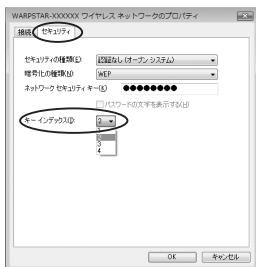 WARPSTAR-XXXXXX ワイヤレス ネットワークのプロパティ
接続 セキュリティ
セキュリティの種類(E): 認証なし (オープン システム)
暗号化の種類(N): WEP
ネットワーク セキュリティ キー(K) ●●●●●●●●
パスワードの文字を表示する(H)
キー インデックス(I): 2
1
2
3
4
OK キャンセル